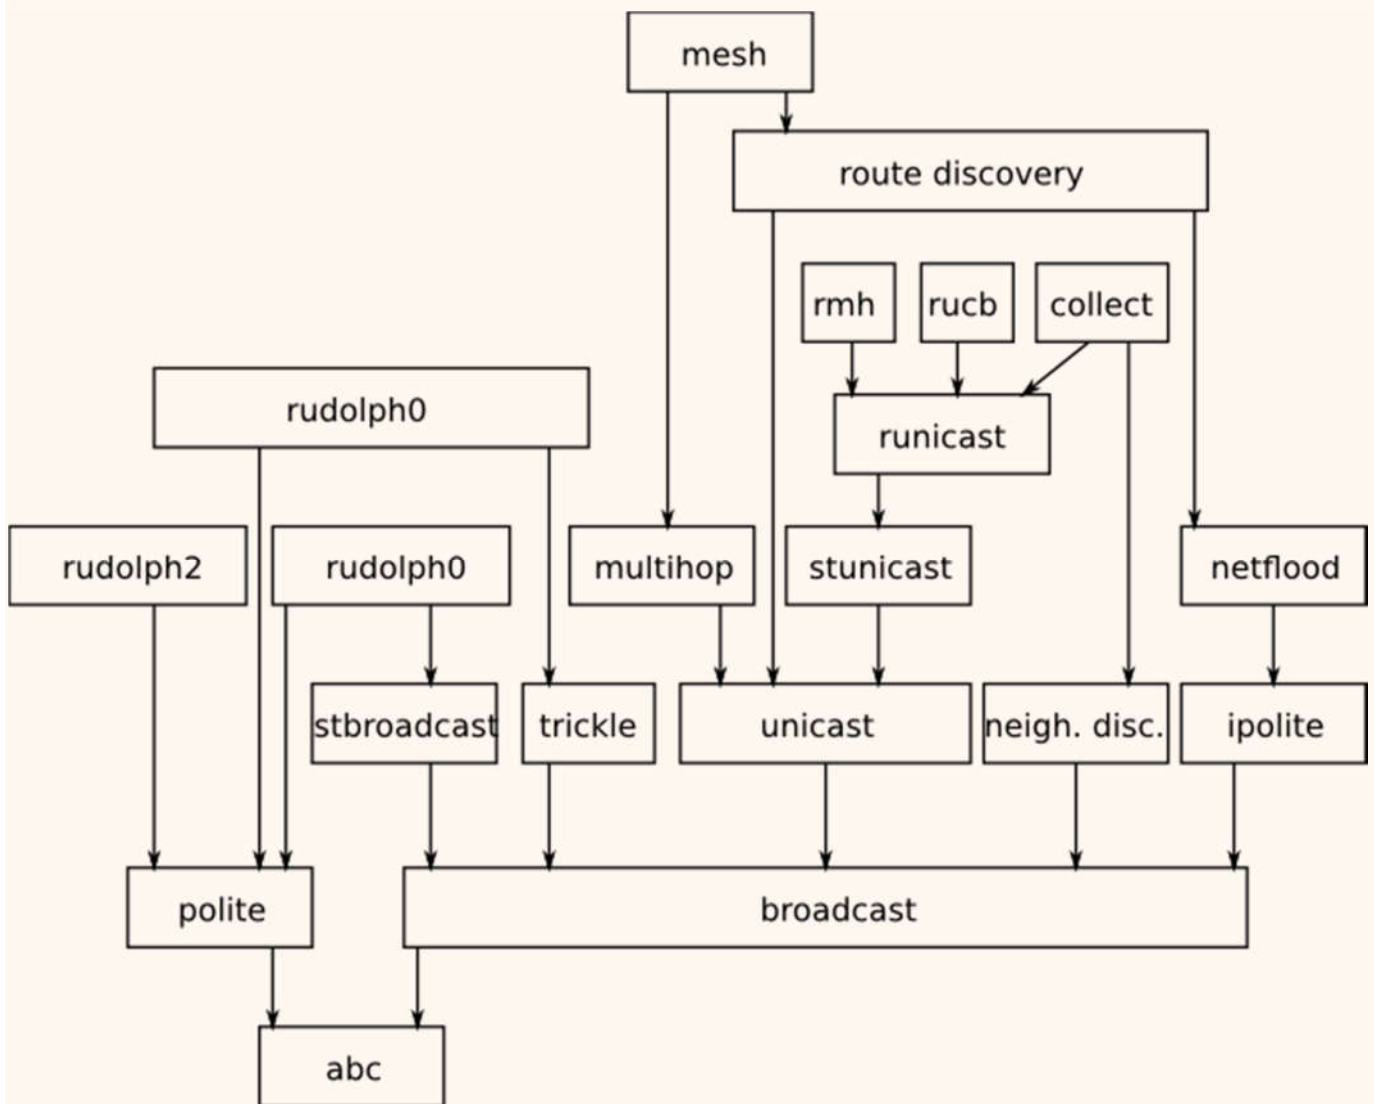 mesh
route discovery
rmh
rucb
collect
rudolph0
runicast
rudolph2
rudolph0
multihop
stunicast
netflood
stbroadcast
trickle
unicast
neigh. disc.
ipolite
polite
broadcast
abc